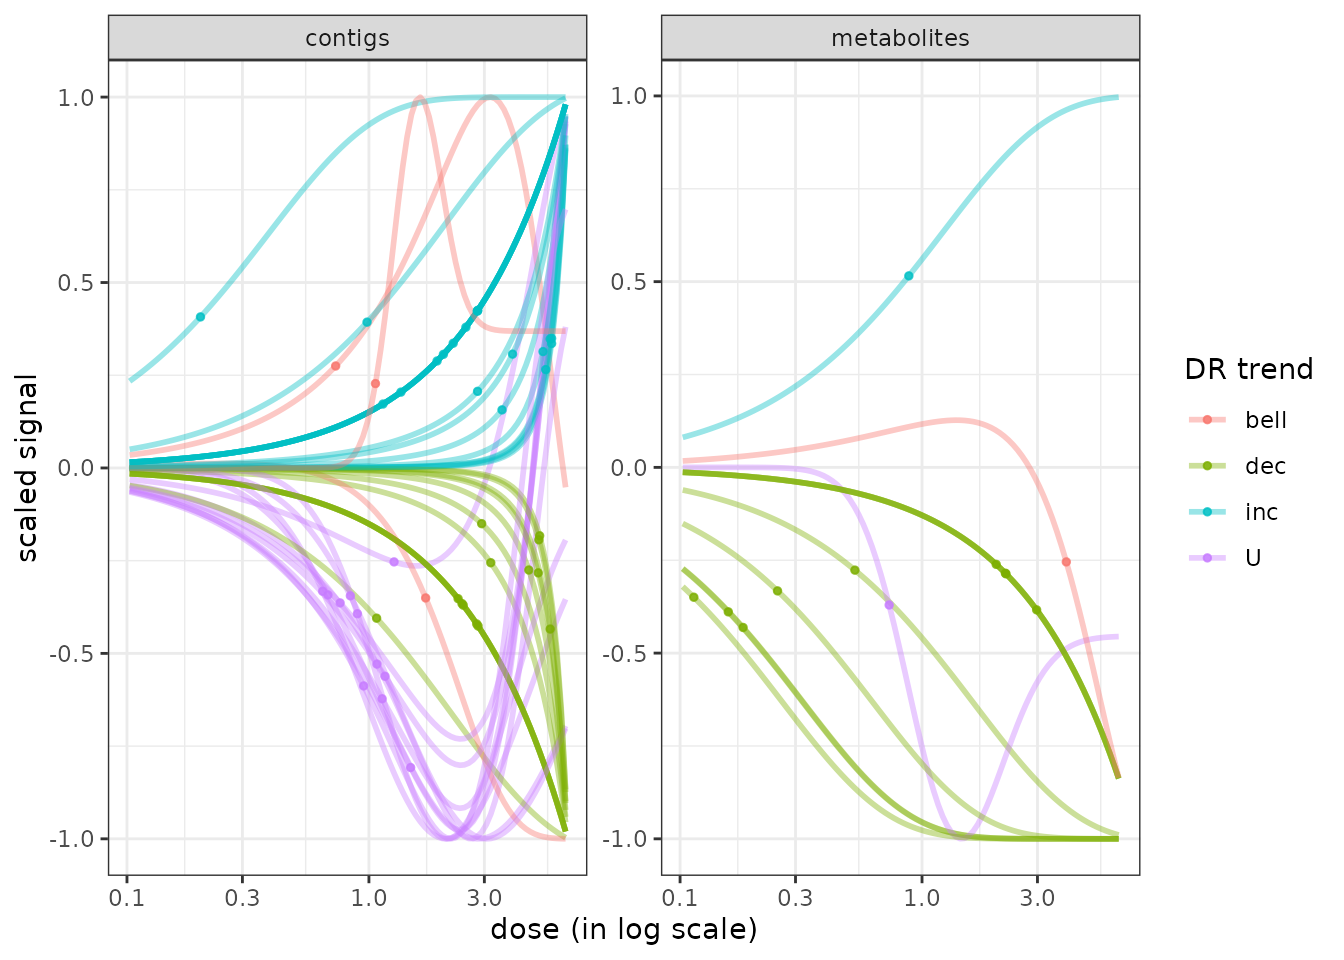 contigs
metabolites
1.0
0.5
0.0
-0.5
-1.0
1.0
0.5
0.0
-0.5
-1.0
0.1 0.3 1.0 3.0
0.1 0.3 1.0 3.0
dose (in log scale)
scaled signal
DR trend
bell
dec
inc
U